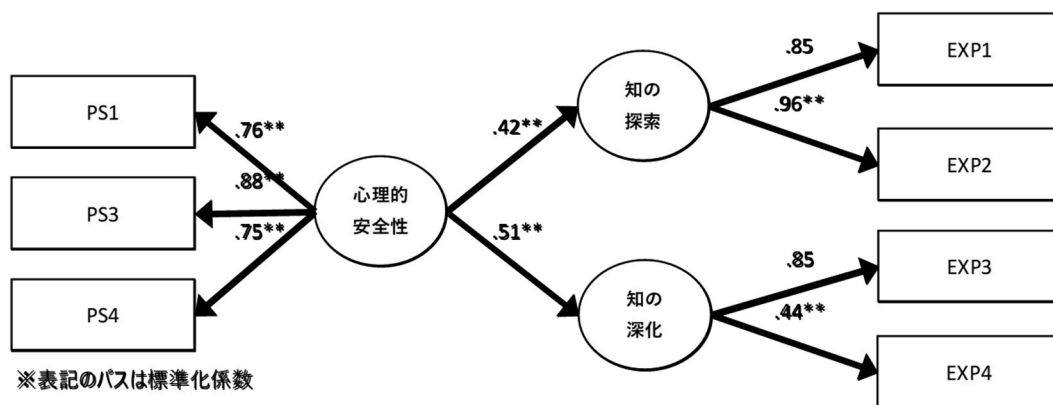 PS1
PS3
PS4
.76**
.88**
.75**
心理的
安全性
.42**
.51**
知の
探索
知の
深化
.85
.96**
.85
.44**
EXP1
EXP2
EXP3
EXP4
※表記のパスは標準化係数